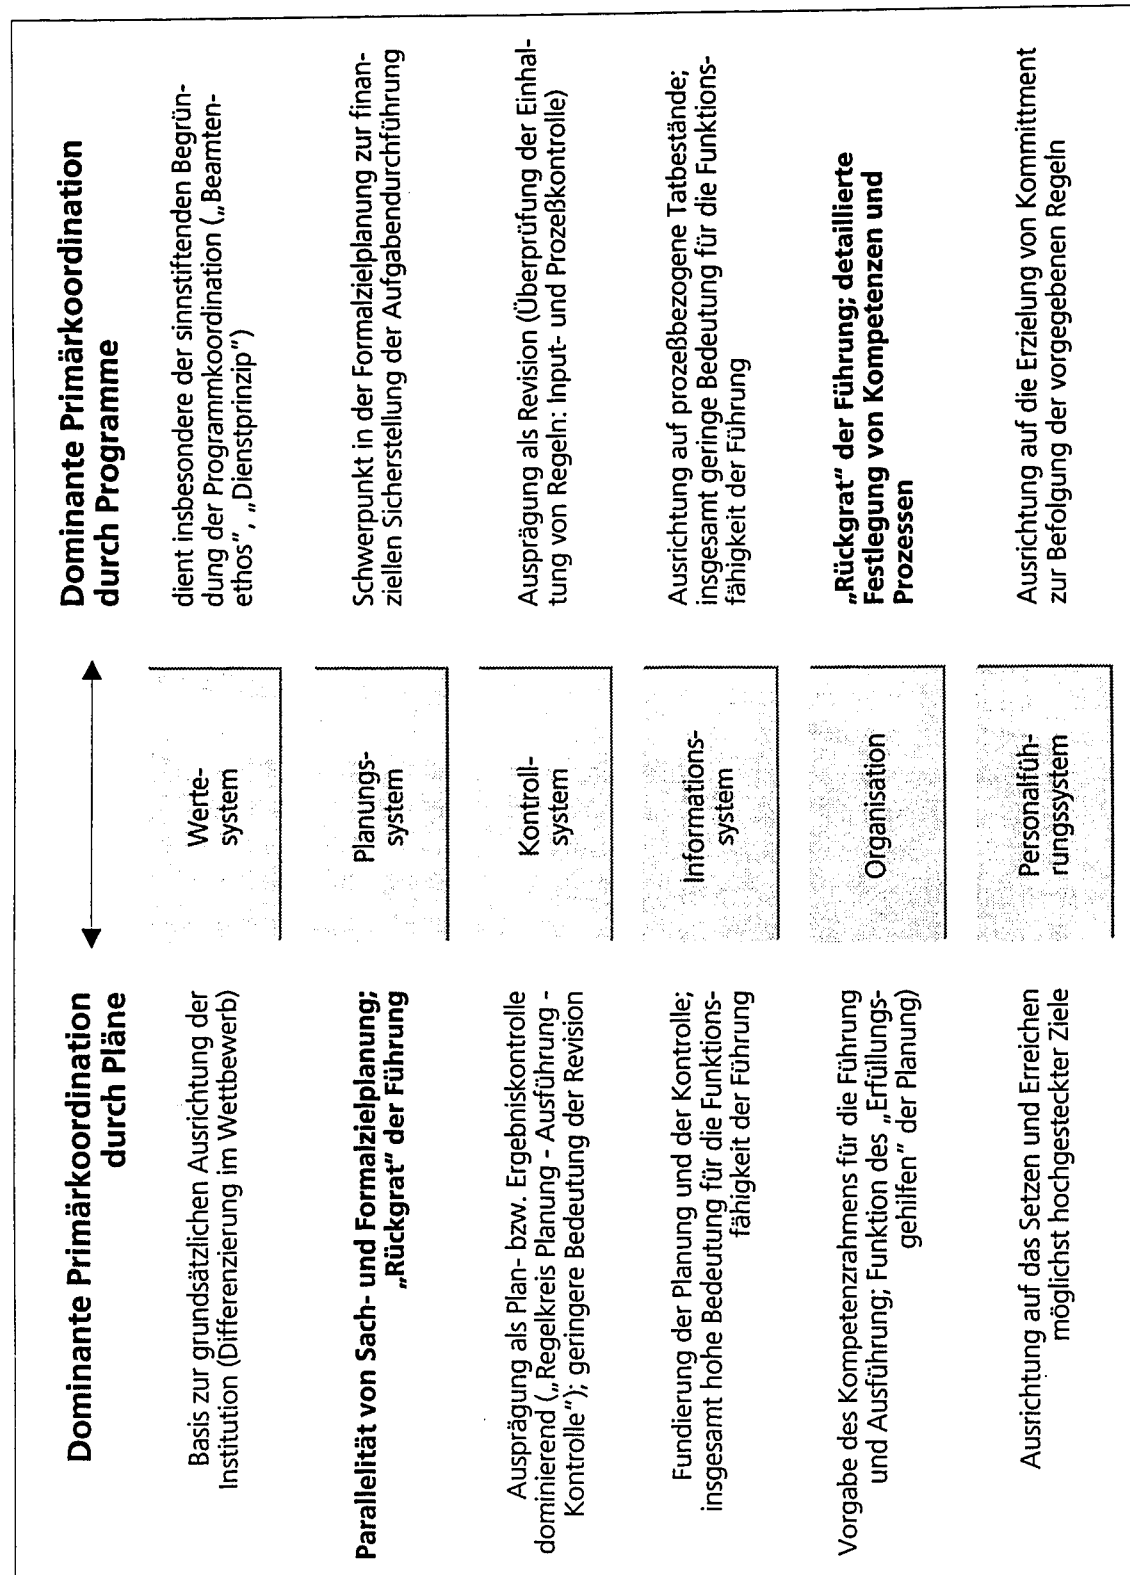 Dominante Primärkoordination
durch Pläne
Dominante Primärkoordination
durch Programme
Basis zur grundsätzlichen Ausrichtung der
Institution (Differenzierung im Wettbewerb)
Werte-
system
dient insbesondere der sinnstiftenden Begrün-
dung der Programmkoordination („Beamten-
ethos", „Dienstprinzip")
Parallelität von Sach- und Formalzielplanung;
„Rückgrat" der Führung
Planungs-
system
Schwerpunkt in der Formalzielplanung zur finan-
ziellen Sicherstellung der Aufgabendurchführung
Ausprägung als Plan- bzw. Ergebniskontrolle
dominierend („Regelkreis Planung - Ausführung -
Kontrolle"); geringere Bedeutung der Revision
Kontroll-
system
Ausprägung als Revision (Überprüfung der Einhal-
tung von Regeln: Input- und Prozeßkontrolle)
Fundierung der Planung und der Kontrolle;
insgesamt hohe Bedeutung für die Funktions-
fähigkeit der Führung
Informations-
system
Ausrichtung auf prozeßbezogene Tatbestände;
insgesamt geringe Bedeutung für die Funktions-
fähigkeit der Führung
Vorgabe des Kompetenzrahmens für die Führung
und Ausführung; Funktion des „Erfüllungs-
gehilfen" der Planung)
Organisation
„Rückgrat" der Führung; detaillierte
Festlegung von Kompetenzen und
Prozessen
Ausrichtung auf das Setzen und Erreichen
möglichst hochgesteckter Ziele
Personalfüh-
rungssystem
Ausrichtung auf die Erzielung von Kommittment
zur Befolgung der vorgegebenen Regeln